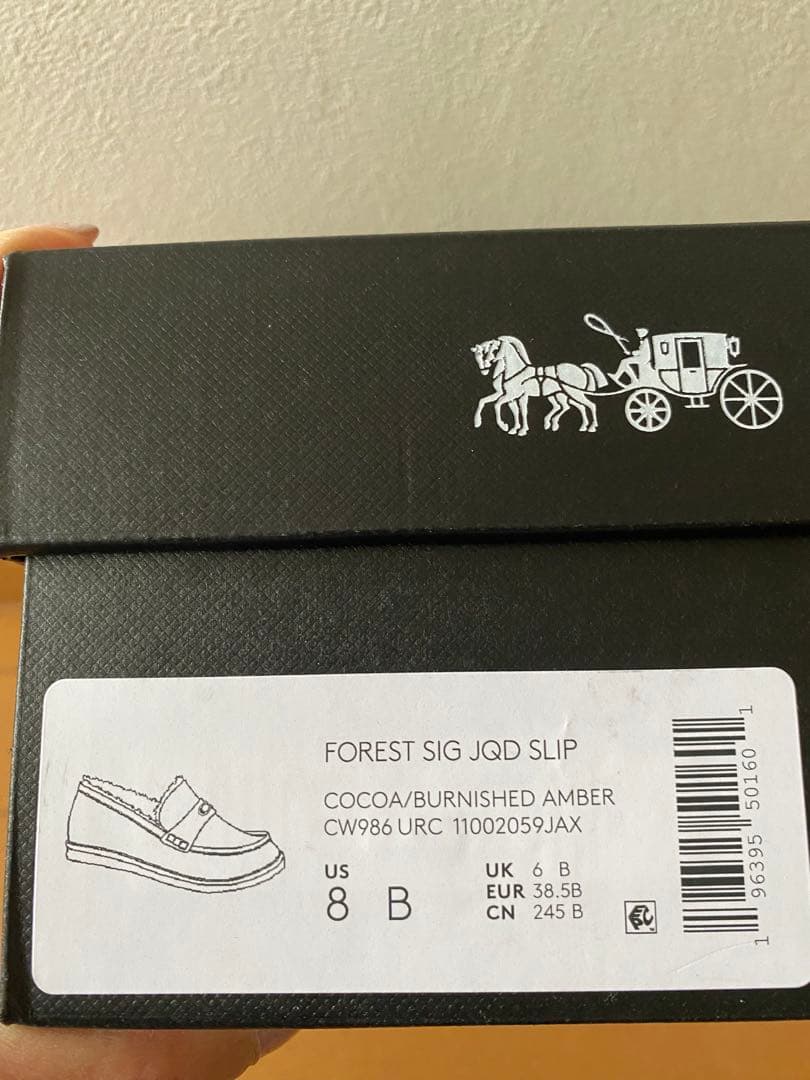 FOREST SIG JQD SLIP
COCOA/BURNISHED AMBER
CW986 URC 11002059JAX
US
8 B
UK 6 B
EUR 38.5B
CN 245 B
1 96395 50160 1